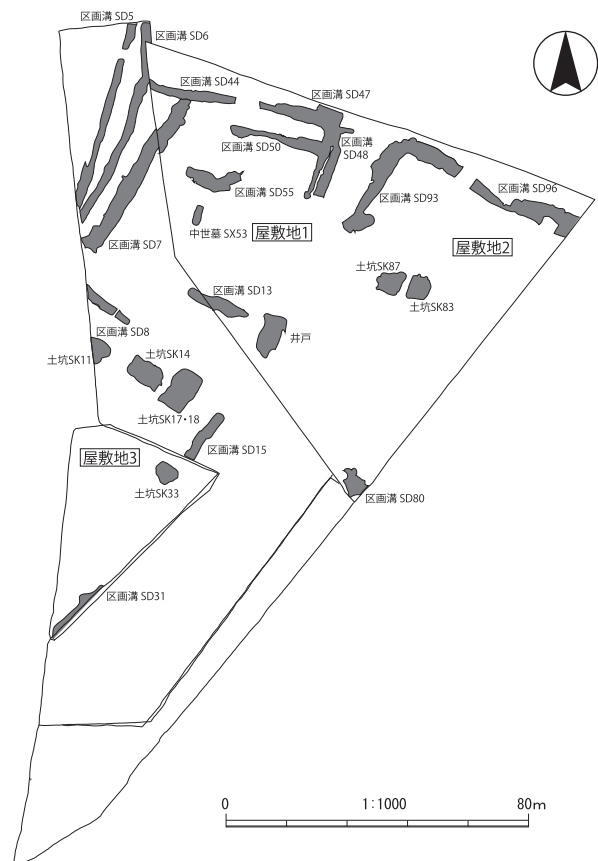 区画溝 SD5
区画溝 SD6
区画溝 SD44
区画溝 SD47
区画溝 SD50
区画溝
SD48
区画溝 SD55
区画溝 SD93
区画溝 SD96
中世墓 SX53
屋敷地1
屋敷地2
区画溝 SD7
土坑SK87
土坑SK83
区画溝 SD13
井戸
区画溝 SD8
土坑SK11
土坑SK14
土坑SK17・18
区画溝 SD15
屋敷地3
土坑SK33
区画溝 SD80
区画溝 SD31
0
1:1000
80m